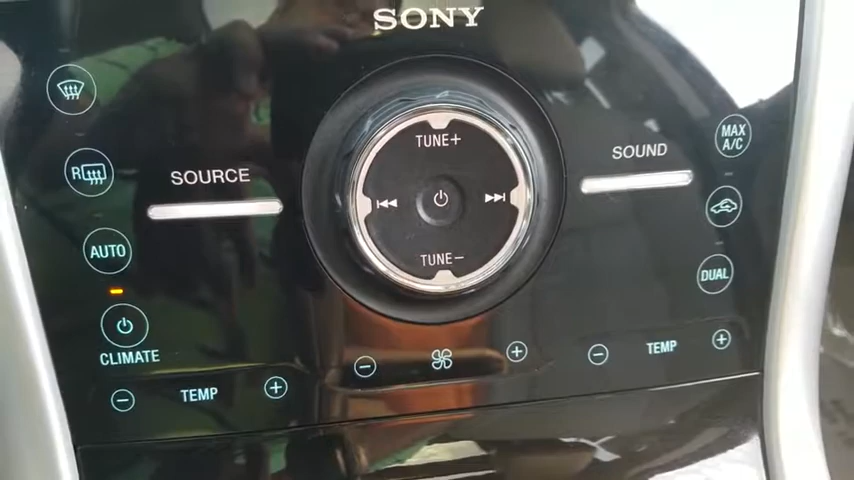 SONY
TUNE+
MAX
A/C
SOURCE
SOUND
R
AUTO
TUNE−
DUAL
CLIMATE
− TEMP +
− +
− TEMP +